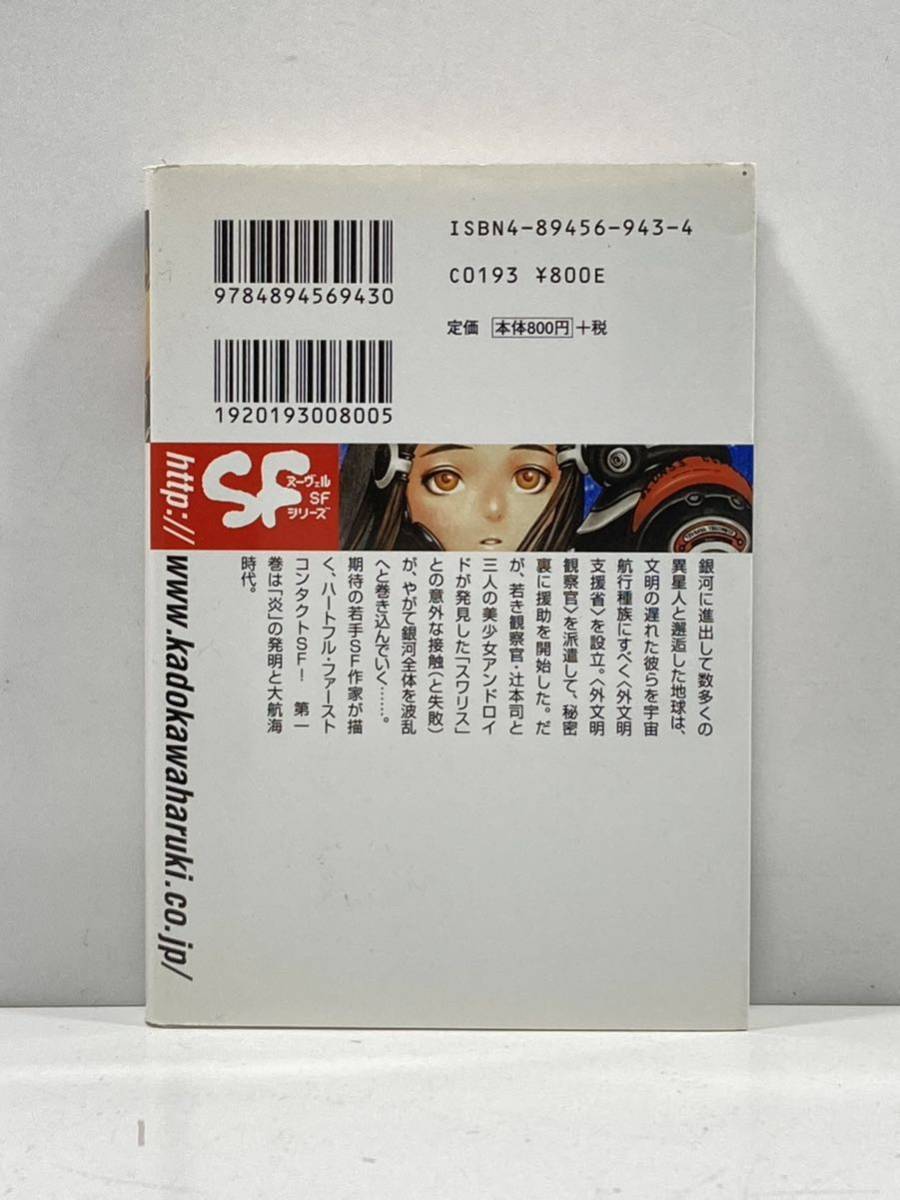 9784894569430
ISBN4-89456-943-4
C0193 ¥800E
定価 本体800円+税
1920193008005
SF
ヌーヴェル
SF
シリーズ
http://www.kadokawaharuki.co.jp/
銀河に進出して数多くの
異星人と邂逅した地球は、
文明の遅れた彼らを宇宙
航行種族にすべく〈外文明
支援省〉を設立。〈外文明
観察官〉を派遣して、秘密
裏に援助を開始した。だ
が、若き観察官・辻本司と
三人の美少女アンドロイ
ドが発見した「スワリス」
との意外な接触(と失敗)
が、やがて銀河全体を波乱
へと巻き込んでいく……。
期待の若手SF作家が描
く、ハートフル・ファースト
コンタクトSF! 第一
巻は「炎」の発明と大航海
時代。